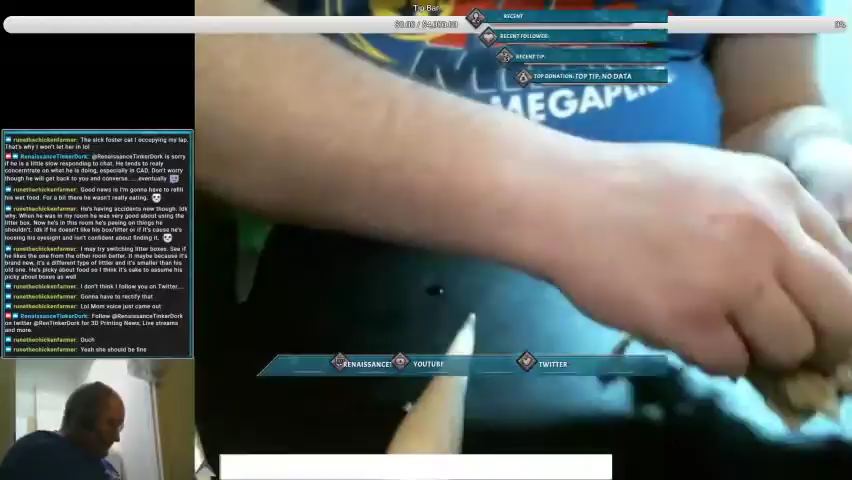 Tip Bar
$0.00 / $4,000.00
0%
RECENT
RECENT FOLLOWER:
RECENT TIP:
TOP DONATION: TOP TIP: NO DATA
MEGAPLE
runethechickenfarmer: The sick foster cat I occupying my lap.
That's why I won't let her in lol
RenaissanceTinkerDork: @RenaissanceTinkerDork is sorry
if he is a little slow responding to chat. He tends to realy
concerntrate on what he is doing, especially in CAD. Don't worry
though he will get back to you and converse. .....eventually
runethechickenfarmer: Good news is I'm gonna have to refill
his wet food. For a bit there he wasn't really eating.
runethechickenfarmer: He's having accidents now though. Idk
why. When he was in my room he was very good about using the
litter box. Now he's in this room he's peeing on things he
shouldn't. Idk if he doesn't like his box/litter or if it's cause he's
loosing his eyesight and isn't confident about finding it.
runethechickenfarmer: I may try switching litter boxes. See if
he likes the one from the other room better. It maybe because it's
brand new, it's a different type of litter and it's smaller than his
old one. He's picky about food so I think it's sake to assume his
picky about boxes as well
runethechickenfarmer: I don't think I follow you on Twitter....
runethechickenfarmer: Gonna have to rectify that
runethechickenfarmer: Lol Mom voice just came out
RenaissanceTinkerDork: Follow @RenTinkerDork
on twitter @RenTinkerDork for 3D Printing News, Live streams
and more.
runethechickenfarmer: Ouch
runethechickenfarmer: Yeah she should be fine
RENAISSANCE
YOUTUBE
TWITTER